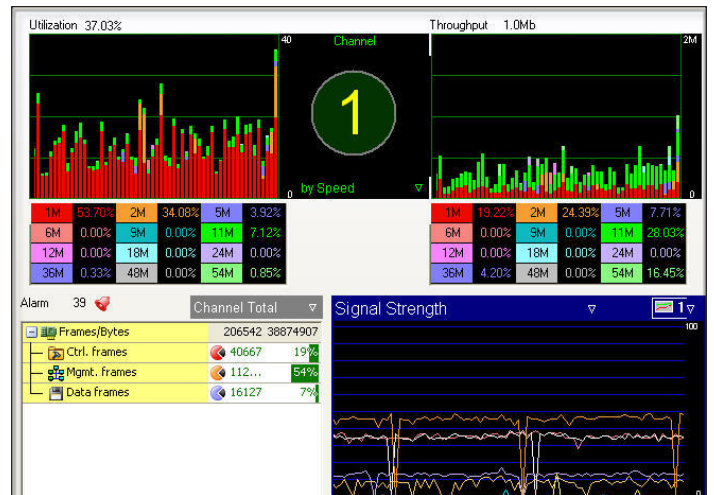 Utilization 37.03%
Throughput 1.0Mb
40 Channel 2M
1
0 by Speed 0
1M 53.70% 2M 34.08% 5M 3.92%
6M 0.00% 9M 0.00% 11M 7.12%
12M 0.00% 18M 0.00% 24M 0.00%
36M 0.33% 48M 0.00% 54M 0.85%
1M 19.22% 2M 24.39% 5M 7.71%
6M 0.00% 9M 0.00% 11M 28.03%
12M 0.00% 18M 0.00% 24M 0.00%
36M 4.20% 48M 0.00% 54M 16.45%
Alarm 39
Channel Total
Frames/Bytes 206542 38874907
Ctrl. frames 40667 19%
Mgmt. frames 112... 54%
Data frames 16127 7%
Signal Strength 1
100
0